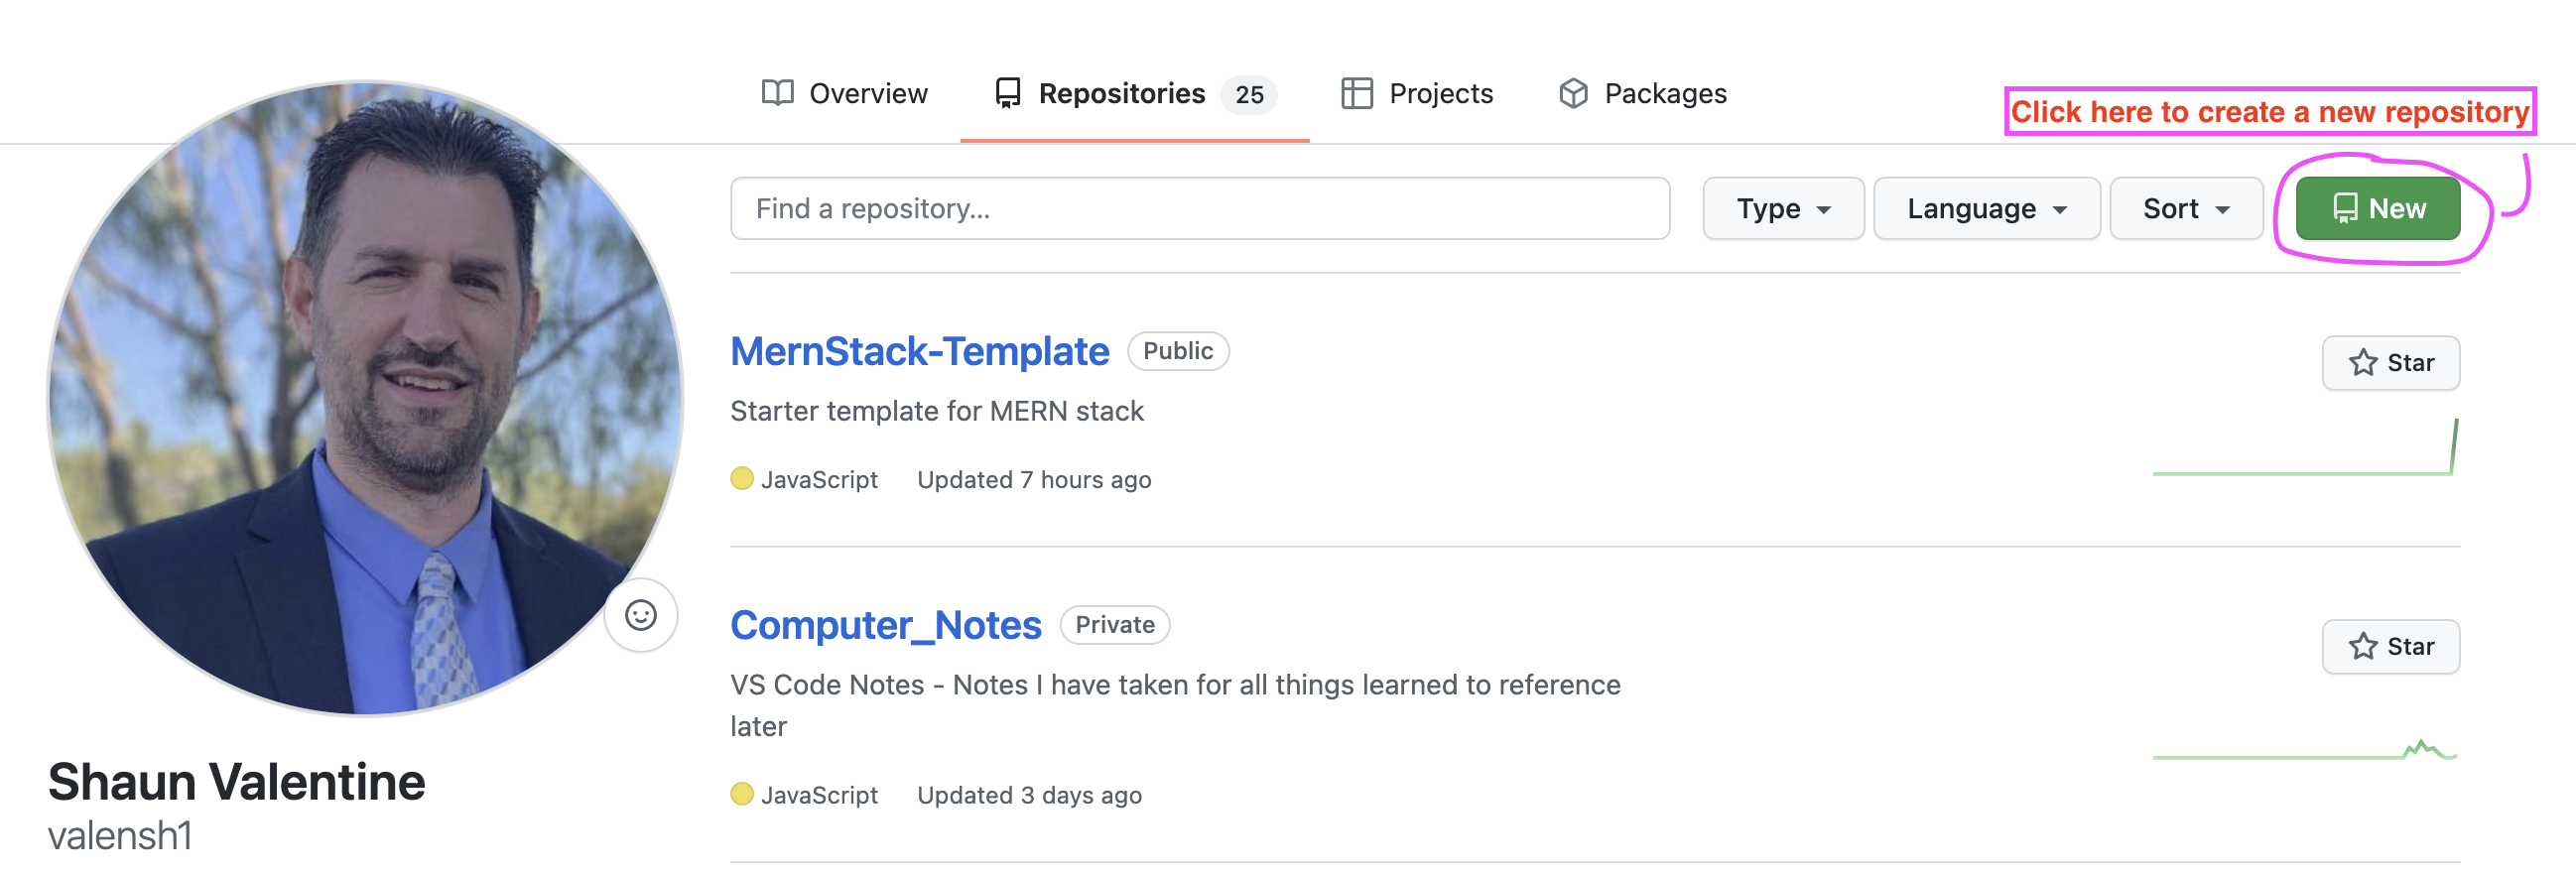 Overview Repositories 25 Projects Packages
Click here to create a new repository
Find a repository... Type Language Sort New
MernStack-Template Public
Star
Starter template for MERN stack
JavaScript Updated 7 hours ago
Computer_Notes Private
Star
VS Code Notes - Notes I have taken for all things learned to reference
later
JavaScript Updated 3 days ago
Shaun Valentine
valensh1